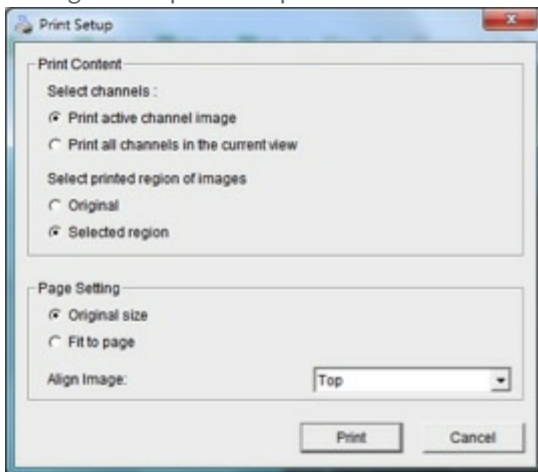 Print Setup
Print Content
Select channels :
Print active channel image
Print all channels in the current view
Select printed region of images
Original
Selected region
Page Setting
Original size
Fit to page
Align Image: Top
Print Cancel